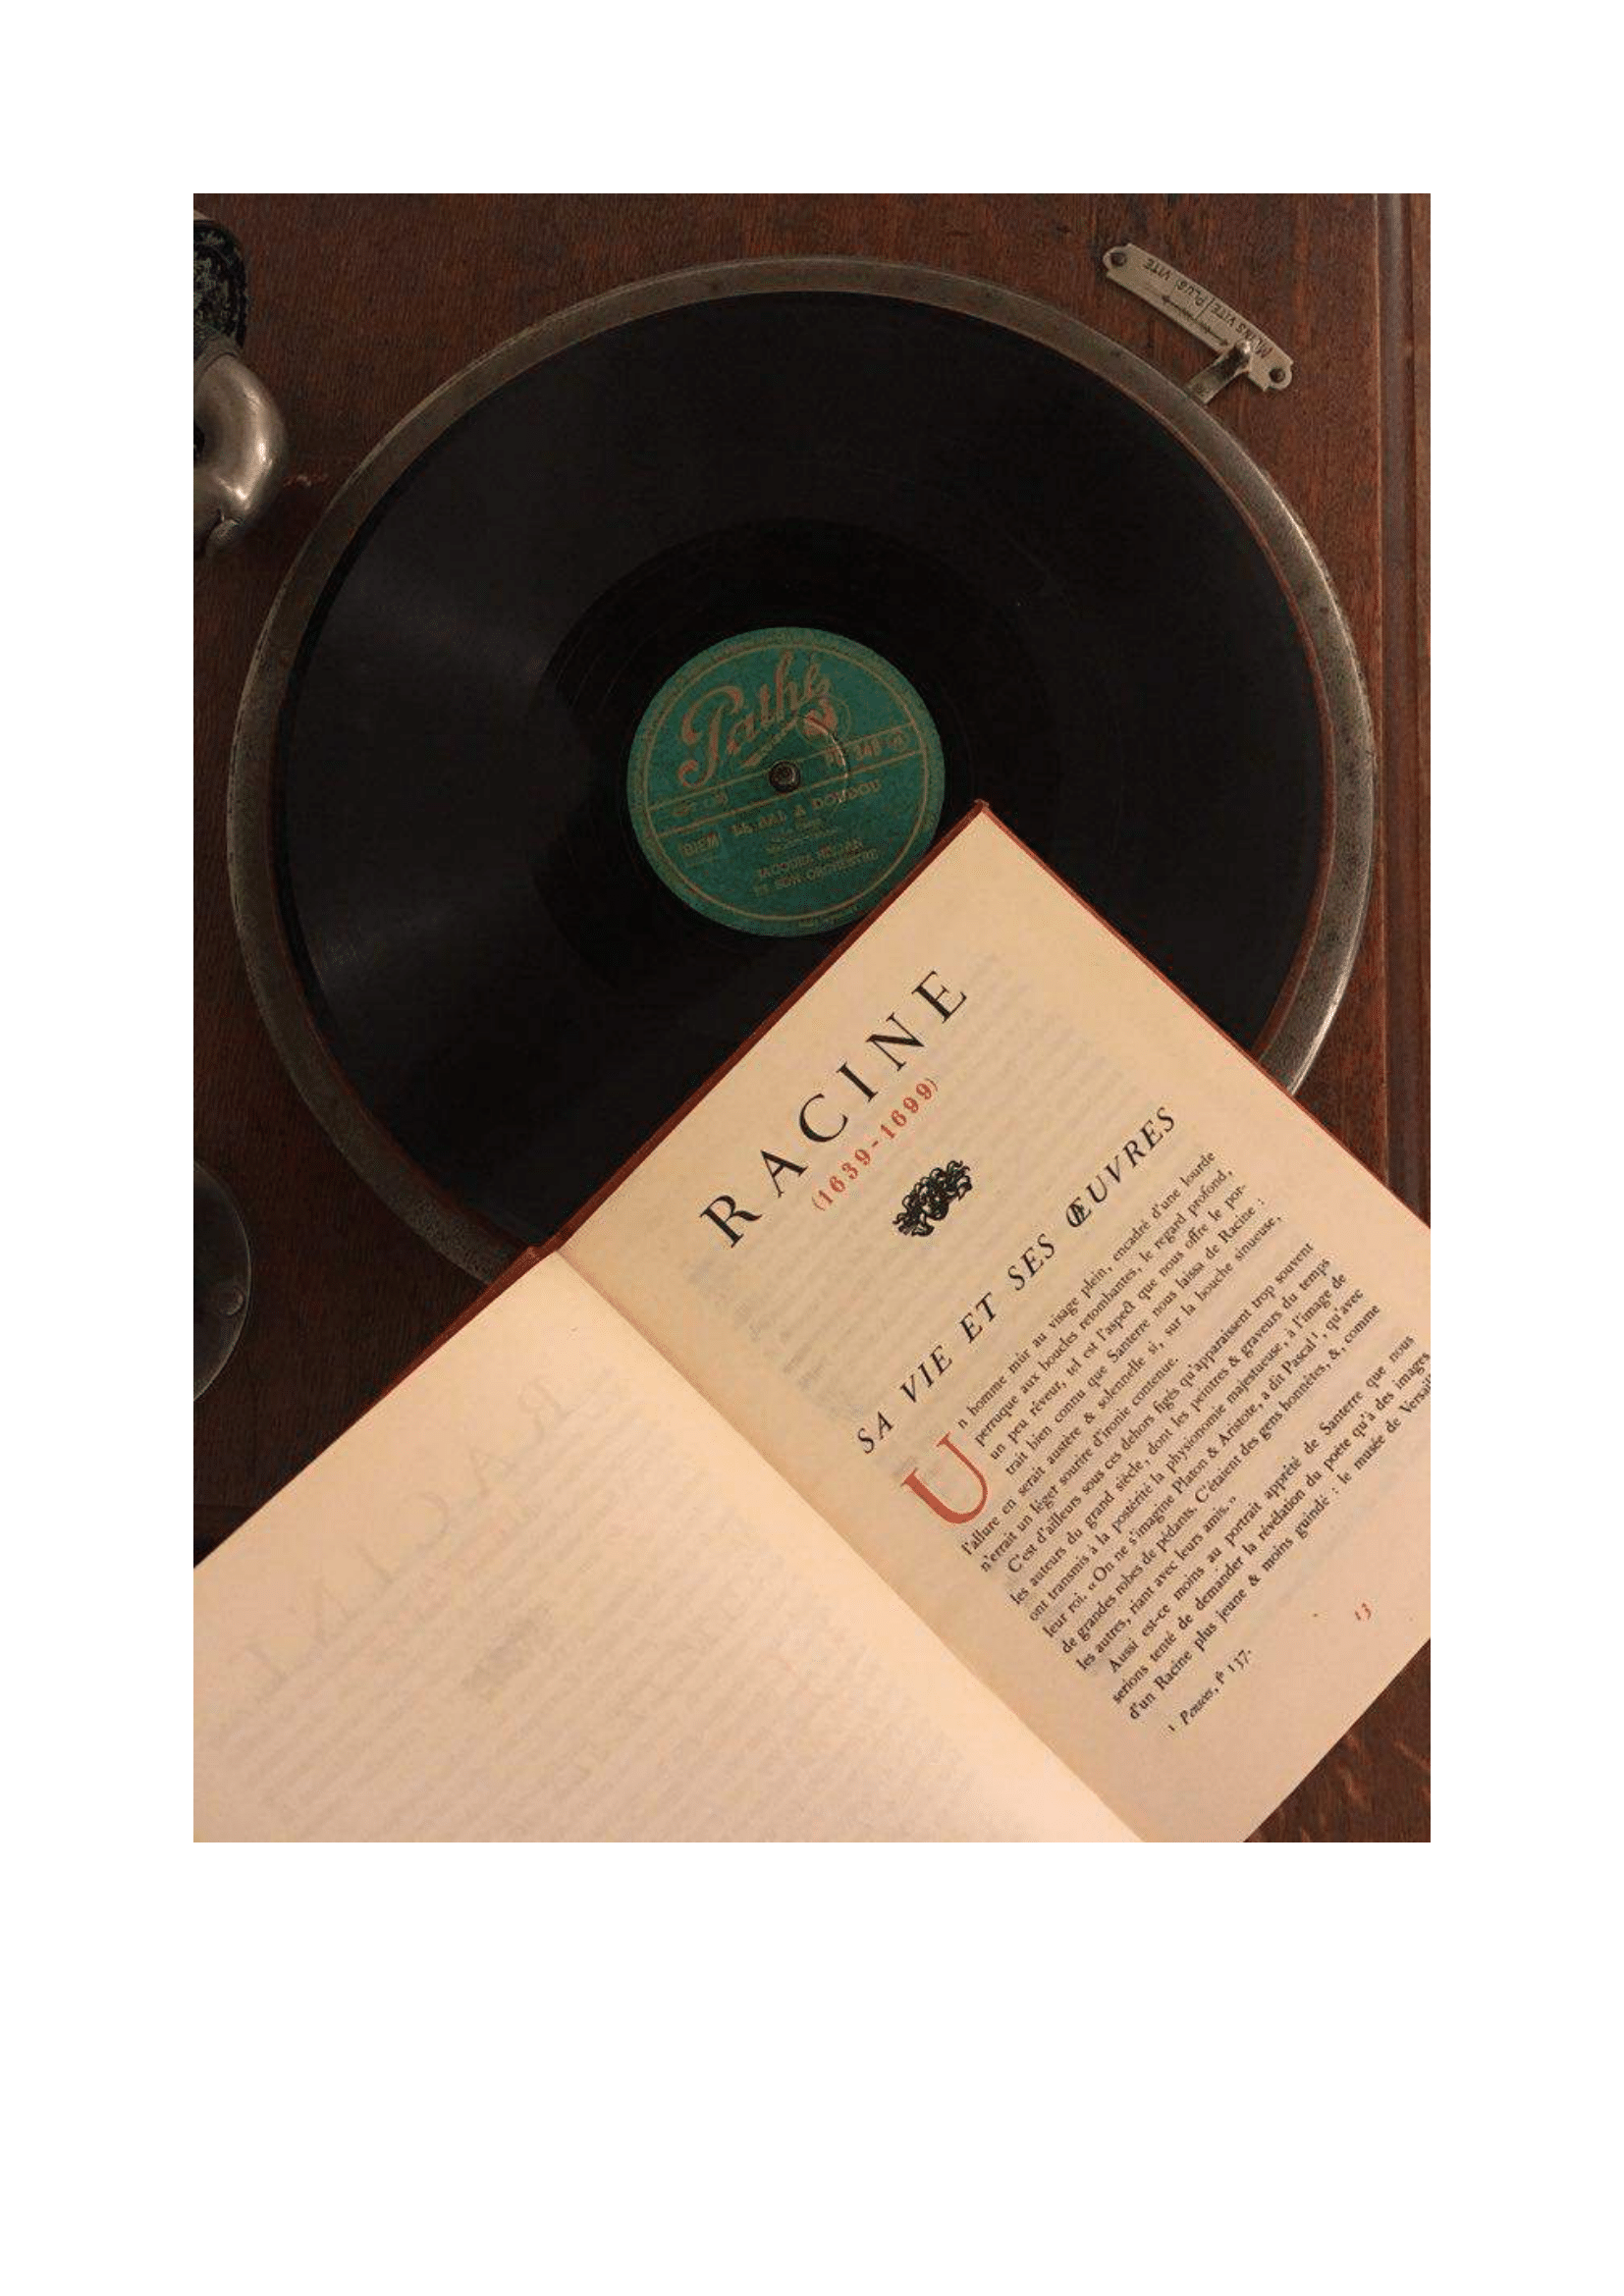 MOINS VITE / PLUS VITE
Pathé
BIEM
LE BAL A DOUDOU
JACQUES
ET SON ORCHESTRE
RACINE
(1639-1699)
SA VIE ET SES ŒUVRES
Un homme mûr au visage plein, encadré d'une lourde
perruque aux boucles retombantes, le regard profond,
un peu rêveur, tel est l'aspect que nous offre le por-
trait bien connu que Santerre nous laissa de Racine :
l'allure en serait austère & solennelle si, sur la bouche sinueuse,
n'errait un léger sourire d'ironie contenue.
C'est d'ailleurs sous ces dehors figés qu'apparaissent trop souvent
les auteurs du grand siècle, dont les peintres & graveurs du temps
ont transmis à la postérité la physionomie majestueuse, à l'image de
leur roi. « On ne s'imagine Platon & Aristote, a dit Pascal¹, qu'avec
de grandes robes de pédants. C'étaient des gens honnêtes, &, comme
les autres, riant avec leurs amis. »
Aussi est-ce moins au portrait apprêté de Santerre que nous
serions tenté de demander la révélation du poète qu'à des images
d'un Racine plus jeune & moins guindé : le musée de Versail
¹ Pensées, fº 137.
13